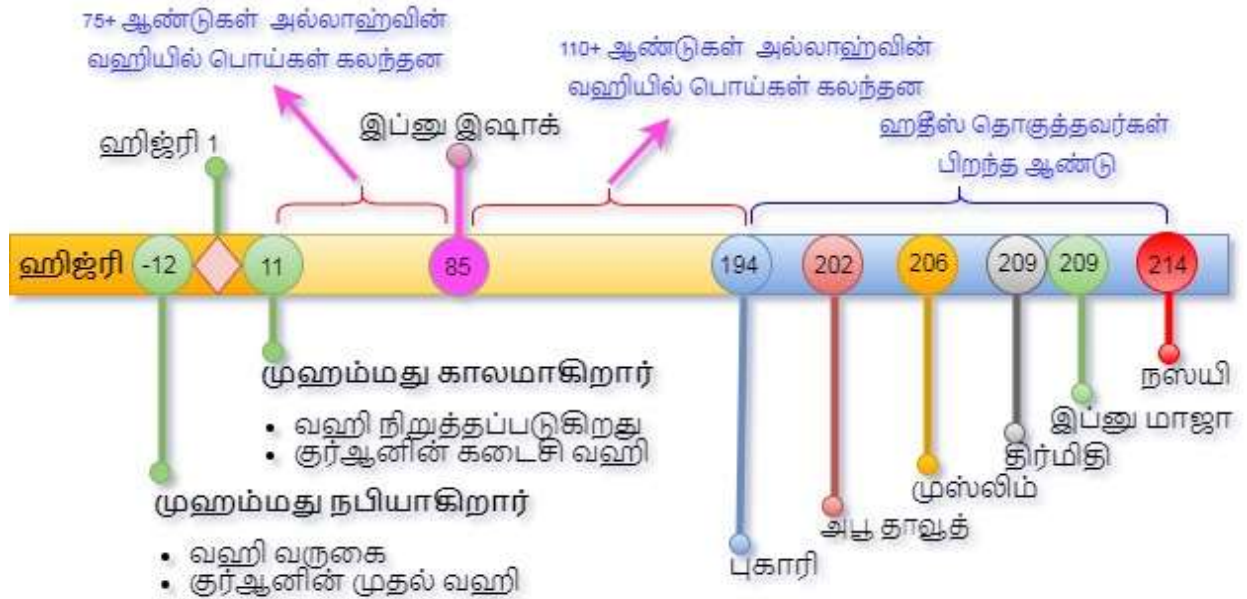 75+ ஆண்டுகள் அல்லாஹ்வின்
வஹியில் பொய்கள் கலந்தன
110+ ஆண்டுகள் அல்லாஹ்வின்
வஹியில் பொய்கள் கலந்தன
ஹிஜ்ரி 1
இப்னு இஷாக்
ஹதீஸ் தொகுத்தவர்கள்
பிறந்த ஆண்டு
ஹிஜ்ரி -12 11 85 194 202 206 209 209 214
முஹம்மது காலமாகிறார்
• வஹி நிறுத்தப்படுகிறது
• குர்ஆனின் கடைசி வஹி
முஹம்மது நபியாகிறார்
• வஹி வருகை
• குர்ஆனின் முதல் வஹி
புகாரி
அபூ தாவூத்
முஸ்லிம்
திர்மிதி
இப்னு மாஜா
நஸயி